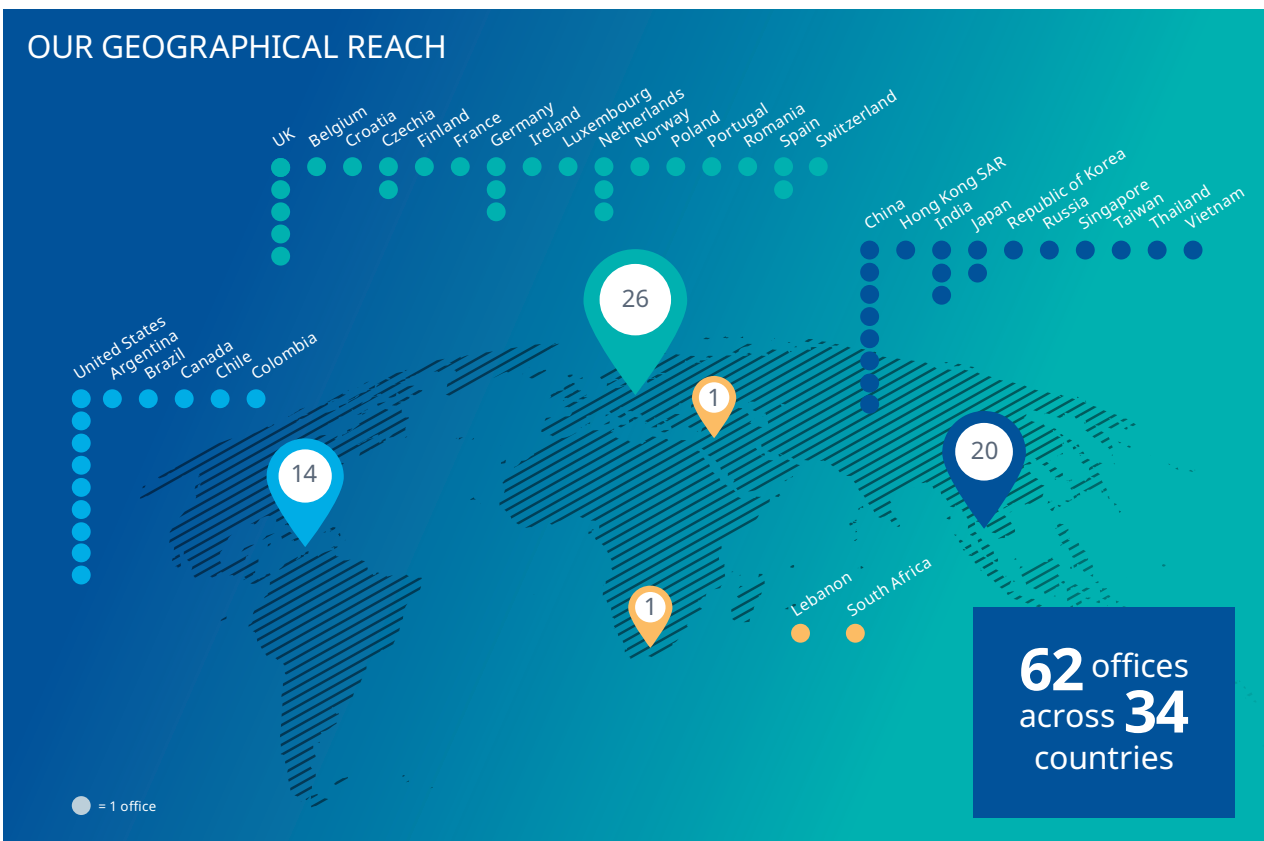 OUR GEOGRAPHICAL REACH
UK
Belgium
Croatia
Czechia
Finland
France
Germany
Ireland
Luxembourg
Netherlands
Norway
Poland
Portugal
Romania
Spain
Switzerland
China
Hong Kong SAR
India
Japan
Republic of Korea
Russia
Singapore
Taiwan
Thailand
Vietnam
26
United States
Argentina
Brazil
Canada
Chile
Colombia
1
14
20
1
Lebanon
South Africa
62 offices
across 34
countries
= 1 office